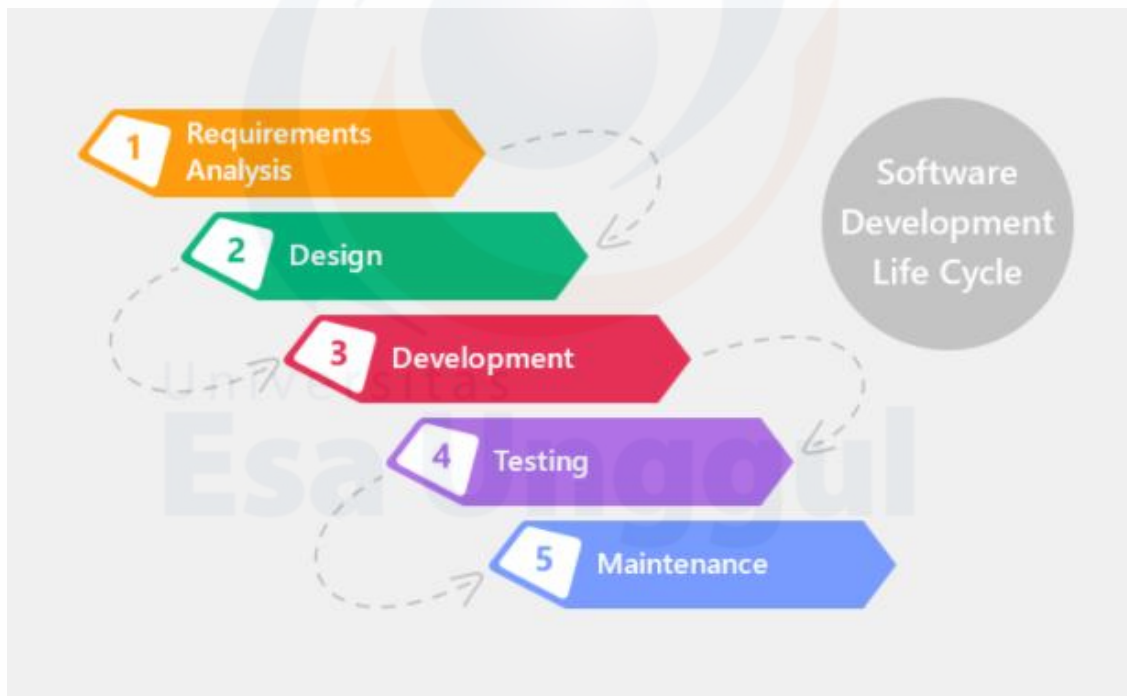 1 Requirements
Analysis
2 Design
3 Development
4 Testing
5 Maintenance
Software
Development
Life Cycle
Universitas
Esa Unggul